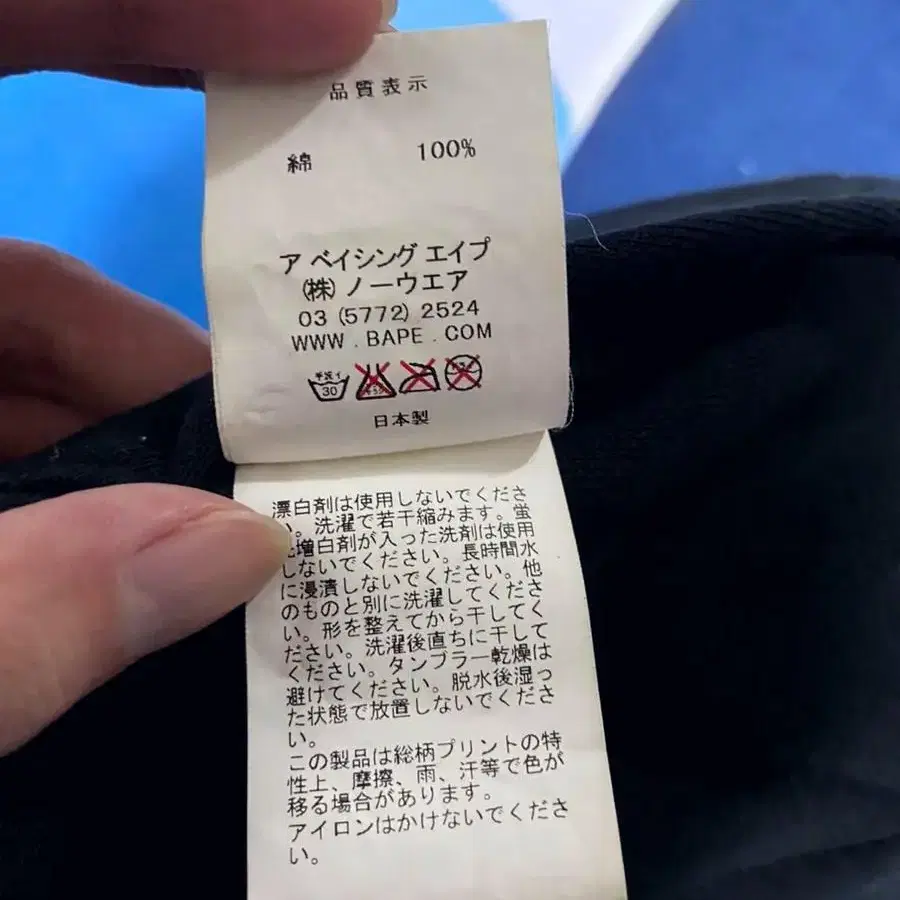 品質表示
綿 100%
ア ベイシング エイプ
(株) ノーウエア
03 (5772) 2524
WWW . BAPE . COM
手洗イ
30
日本製
漂白剤は使用しないでくださ
い。洗濯で若干縮みます。蛍
増白剤が入った洗剤は使用
しないでください。長時間水
に浸漬しないでください。他
のものと別に洗濯してくださ
い。形を整えてから干してく
ださい。洗濯後直ちに干して
ください。タンブラー乾燥は
避けてください。脱水後湿っ
た状態で放置しないでくださ
い。
この製品は総柄プリントの特
性上、摩擦、雨、汗等で色が
移る場合があります。
アイロンはかけないでくださ
い。